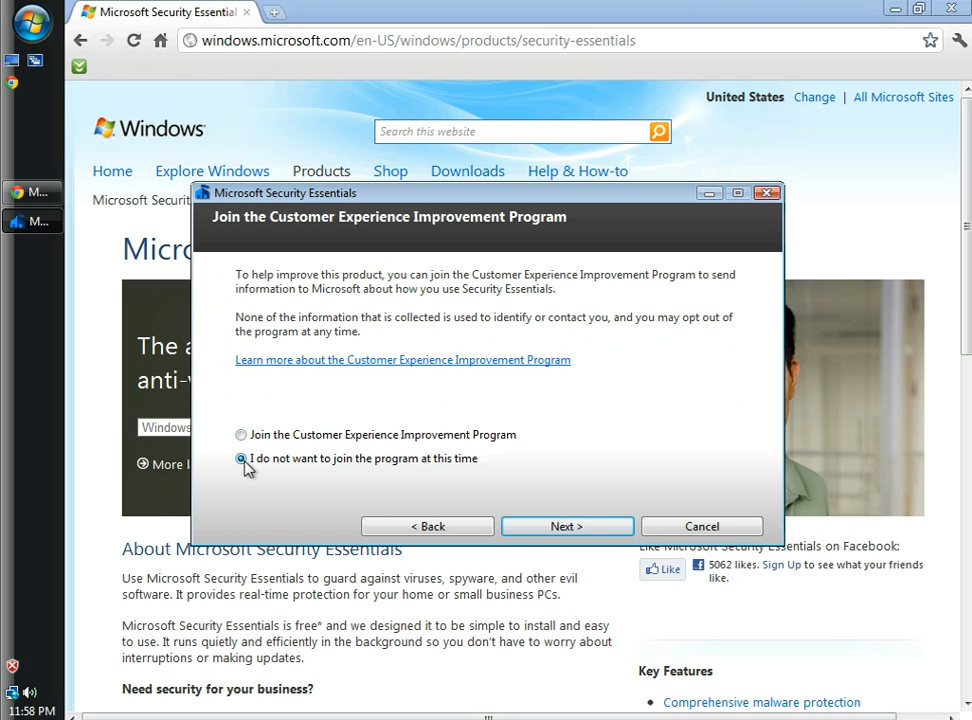 Microsoft Security Essential
windows.microsoft.com/en-US/windows/products/security-essentials
United States Change | All Microsoft Sites
Windows
Search this website
Home Explore Windows Products Shop Downloads Help & How-to
M...
Microsoft Securit
Microsoft Security Essentials
Join the Customer Experience Improvement Program
M...
Micro
To help improve this product, you can join the Customer Experience Improvement Program to send
information to Microsoft about how you use Security Essentials.
None of the information that is collected is used to identify or contact you, and you may opt out of
the program at any time.
The a
Learn more about the Customer Experience Improvement Program
anti-v
Windows
Join the Customer Experience Improvement Program
I do not want to join the program at this time
More I
< Back Next > Cancel
About Microsoft Security Essentials
Like Microsoft Security Essentials on Facebook:
Like 5062 likes. Sign Up to see what your friends
like.
Use Microsoft Security Essentials to guard against viruses, spyware, and other evil
software. It provides real-time protection for your home or small business PCs.
Microsoft Security Essentials is free* and we designed it to be simple to install and easy
to use. It runs quietly and efficiently in the background so you don't have to worry about
interruptions or making updates.
Key Features
Need security for your business?
Comprehensive malware protection
11:58 PM